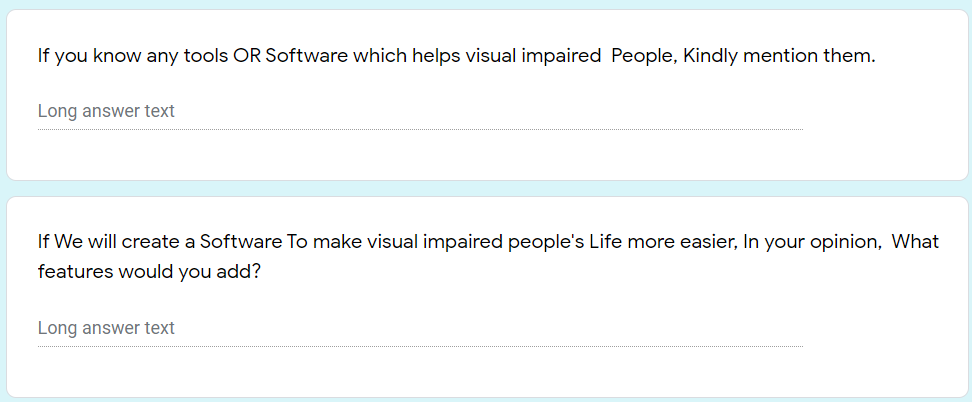 If you know any tools OR Software which helps visual impaired  People, Kindly mention them.
Long answer text
If We will create a Software To make visual impaired people's Life more easier, In your opinion,  What
features would you add?
Long answer text